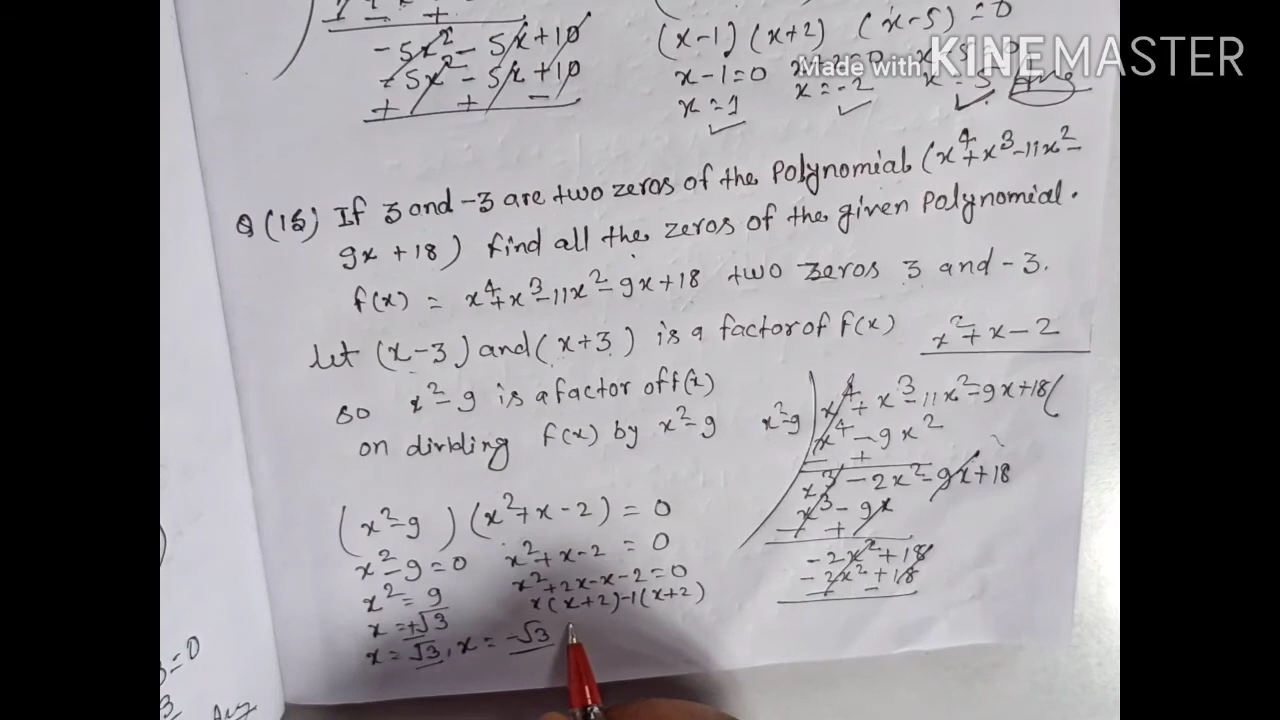 -5x² - 5x + 10
-5x² - 5x + 10
+ + -
(x-1) (x+2) (x-5) = 0
x-1=0
x=1 x=-2 x=5 Ans
Made with KINEMASTER
Q (15) If 3 and -3 are two zeros of the polynomial (x⁴+x³-11x²-
9x +18) find all the zeros of the given polynomial.
f(x) = x⁴+x³-11x²-9x+18 two zeros 3 and -3.
let (x-3) and (x+3) is a factor of f(x)
so x²-9 is a factor of f(x)
on dividing f(x) by x²-9
x²+x-2
x²-9) x⁴+x³-11x²-9x+18(
x⁴ -9x²
- +
x³-2x²-9x+18
x³ -9x
- +
-2x²+18
-2x²+18
(x²-9) (x²+x-2) = 0
x²-9=0 x²+x-2 = 0
x²=9 x²+2x-x-2=0
x=+√3 x(x+2)-1(x+2)
x=√3, x=-√3
=0
Ans